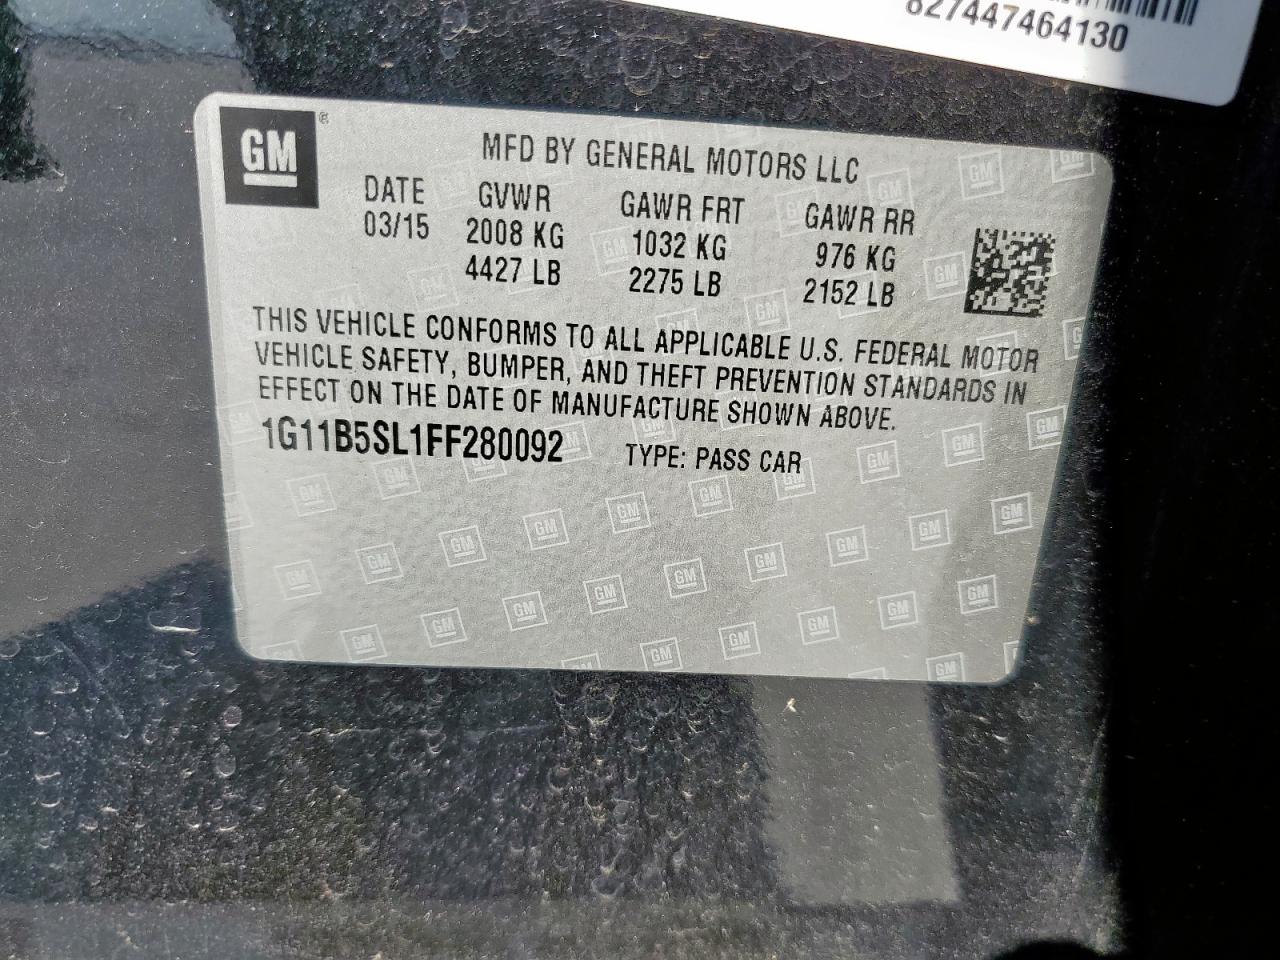 827447464130
GM ®
MFD BY GENERAL MOTORS LLC
DATE GVWR GAWR FRT GAWR RR
03/15 2008 KG 1032 KG 976 KG
4427 LB 2275 LB 2152 LB
THIS VEHICLE CONFORMS TO ALL APPLICABLE U.S. FEDERAL MOTOR
VEHICLE SAFETY, BUMPER, AND THEFT PREVENTION STANDARDS IN
EFFECT ON THE DATE OF MANUFACTURE SHOWN ABOVE.
1G11B5SL1FF280092 TYPE: PASS CAR